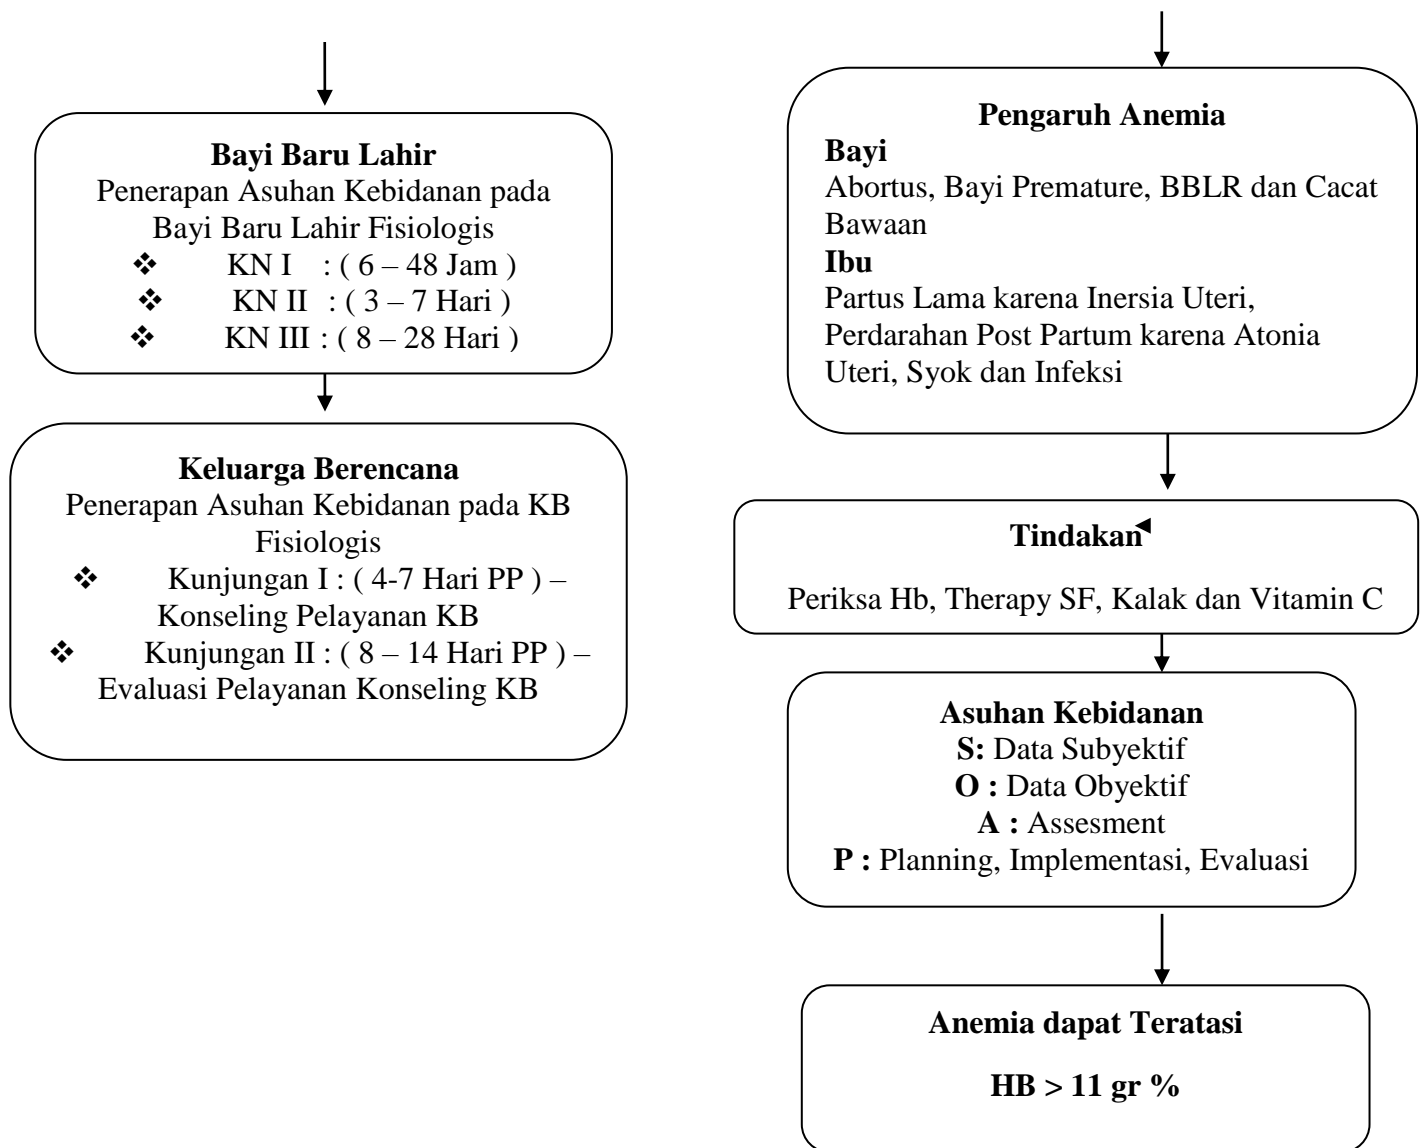 Bayi Baru Lahir
Penerapan Asuhan Kebidanan pada
Bayi Baru Lahir Fisiologis
❖ KN I : ( 6 – 48 Jam )
❖ KN II : ( 3 – 7 Hari )
❖ KN III : ( 8 – 28 Hari )
Keluarga Berencana
Penerapan Asuhan Kebidanan pada KB
Fisiologis
❖ Kunjungan I : ( 4-7 Hari PP ) –
Konseling Pelayanan KB
❖ Kunjungan II : ( 8 – 14 Hari PP ) –
Evaluasi Pelayanan Konseling KB
Pengaruh Anemia
Bayi
Abortus, Bayi Premature, BBLR dan Cacat
Bawaan
Ibu
Partus Lama karena Inersia Uteri,
Perdarahan Post Partum karena Atonia
Uteri, Syok dan Infeksi
Tindakan
Periksa Hb, Therapy SF, Kalak dan Vitamin C
Asuhan Kebidanan
S: Data Subyektif
O : Data Obyektif
A : Assesment
P : Planning, Implementasi, Evaluasi
Anemia dapat Teratasi
HB > 11 gr %